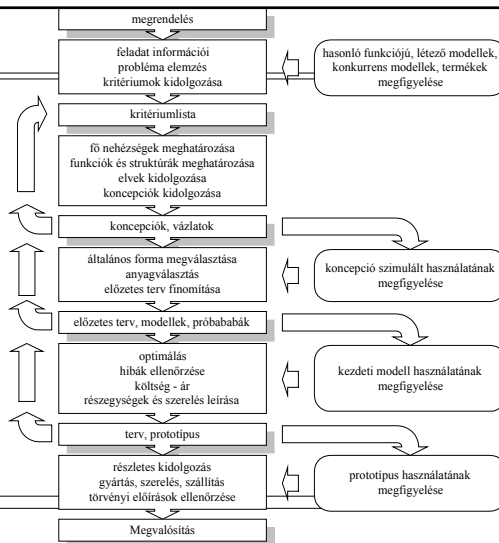 megrendelés
feladat információi
probléma elemzés
kritériumok kidolgozása
hasonló funkciójú, létező modellek,
konkurrens modellek, termékek
megfigyelése
kritériumlista
fő nehézségek meghatározása
funkciók és struktúrák meghatározása
elvek kidolgozása
koncepciók kidolgozása
koncepciók, vázlatok
általános forma megválasztása
anyagválasztás
előzetes terv finomítása
koncepció szimulált használatának
megfigyelése
előzetes terv, modellek, próbababák
optimálás
hibák ellenőrzése
költség - ár
részegységek és szerelés leírása
kezdeti modell használatának
megfigyelése
terv, prototípus
részletes kidolgozás
gyártás, szerelés, szállítás
törvényi előírások ellenőrzése
prototípus használatának
megfigyelése
Megvalósítás